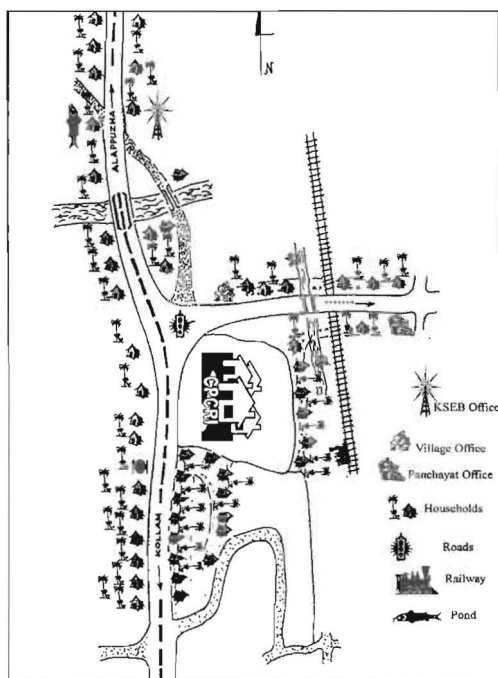 N
ALAPPUZHA
CPCRI
KOLLAM
KSEB Office
Village Office
Panchayat Office
Households
Roads
Railway
Pond